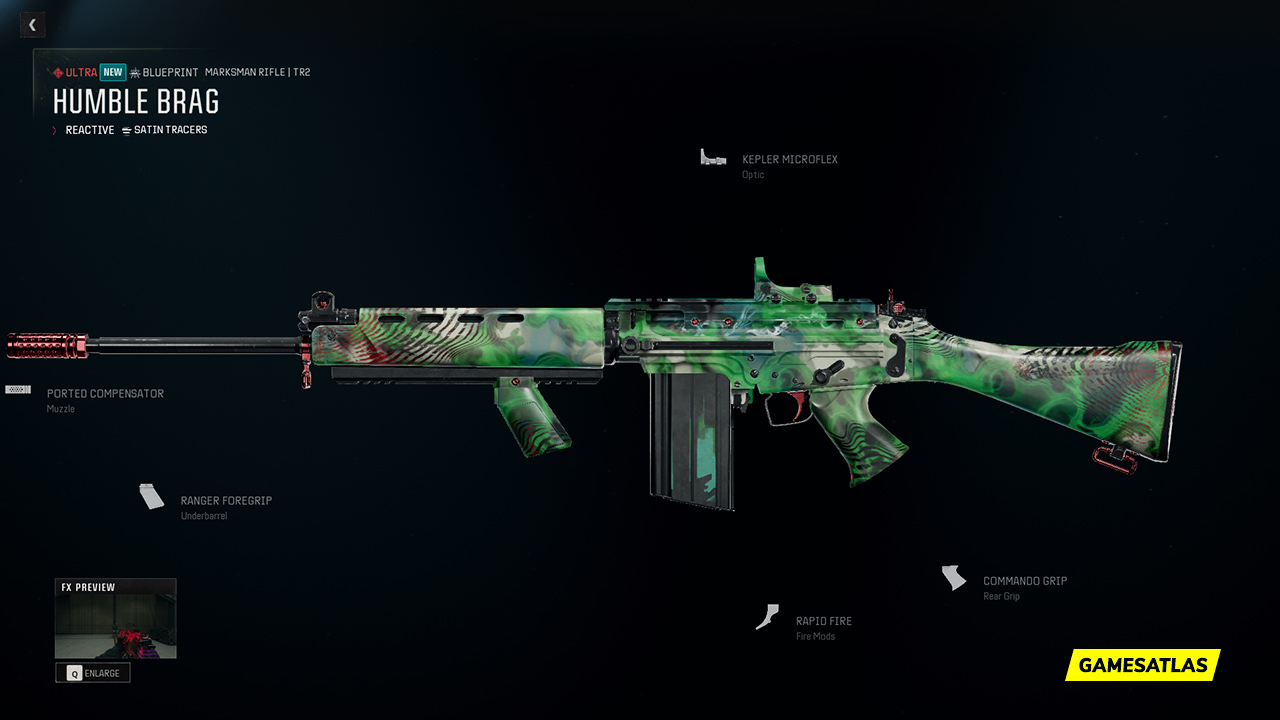 ULTRA NEW BLUEPRINT MARKSMAN RIFLE | TR2
HUMBLE BRAG
REACTIVE SATIN TRACERS
KEPLER MICROFLEX
Optic
PORTED COMPENSATOR
Muzzle
RANGER FOREGRIP
Underbarrel
COMMANDO GRIP
Rear Grip
FX PREVIEW
RAPID FIRE
Fire Mods
Q ENLARGE
GAMESATLAS